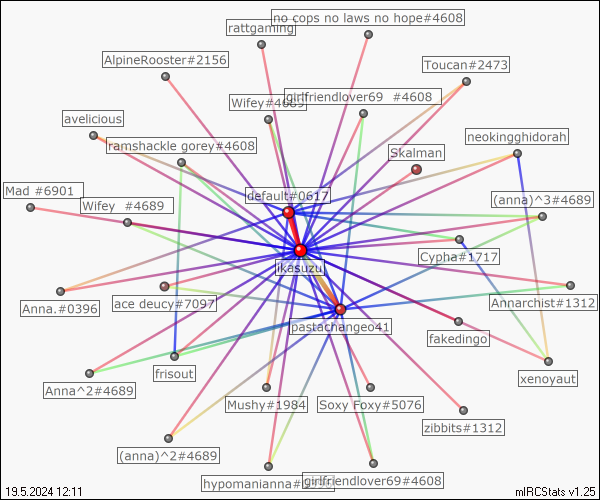 no cops no laws no hope#4608
rattgaming
AlpineRooster#2156
Toucan#2473
girlfriendlover69 #4608
Wifey#4689
avelicious
neokingghidorah
ramshackle gorey#4608
Skalman
Mad #6901
default#0617
Wifey #4689
(anna)^3#4689
Cypha#1717
ikasuzu
Anna.#0396
ace deucy#7097
Annarchist#1312
pastachangeo41
fakedingo
frisout
xenoyaut
Anna^2#4689
Mushy#1984
Soxy Foxy#5076
zibbits#1312
(anna)^2#4689
hypomanianna
girlfriendlover69#4608
19.5.2024 12:11
mIRCStats v1.25